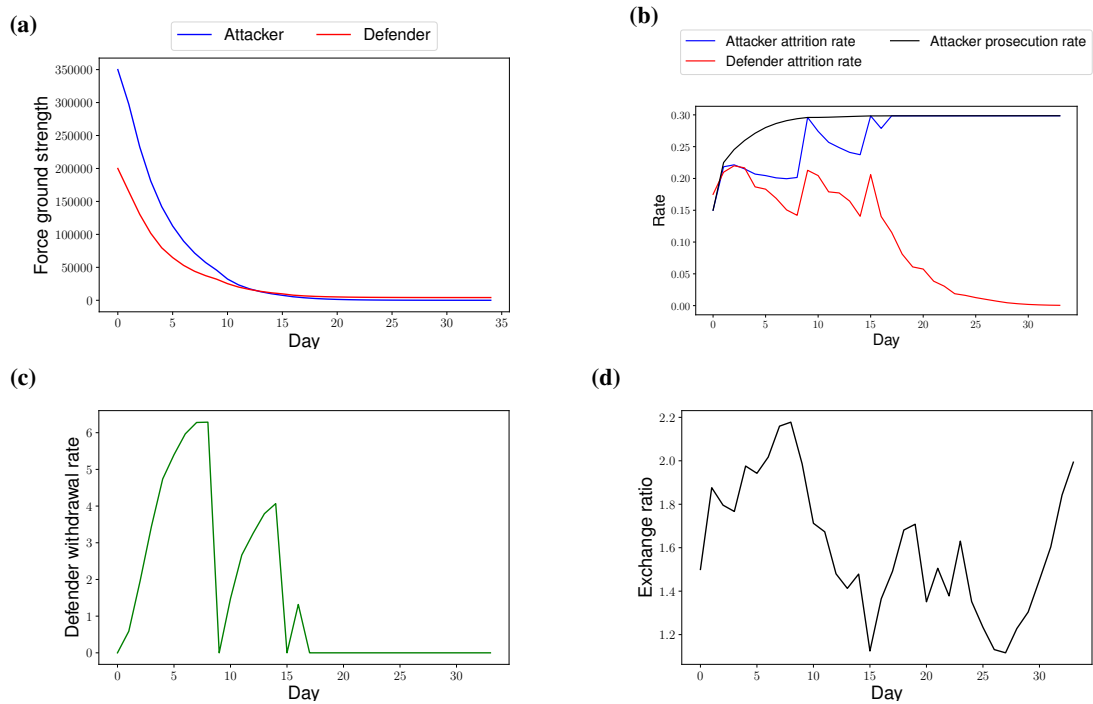 (a)
Attacker
Defender
350000
300000
250000
200000
150000
100000
50000
0
Force ground strength
0 5 10 15 20 25 30 35
Day
(b)
Attacker attrition rate
Attacker prosecution rate
Defender attrition rate
0.30
0.25
0.20
0.15
0.10
0.05
0.00
Rate
0 5 10 15 20 25 30
Day
(c)
6
5
4
3
2
1
0
Defender withdrawal rate
0 5 10 15 20 25 30
Day
(d)
2.2
2.0
1.8
1.6
1.4
1.2
Exchange ratio
0 5 10 15 20 25 30
Day